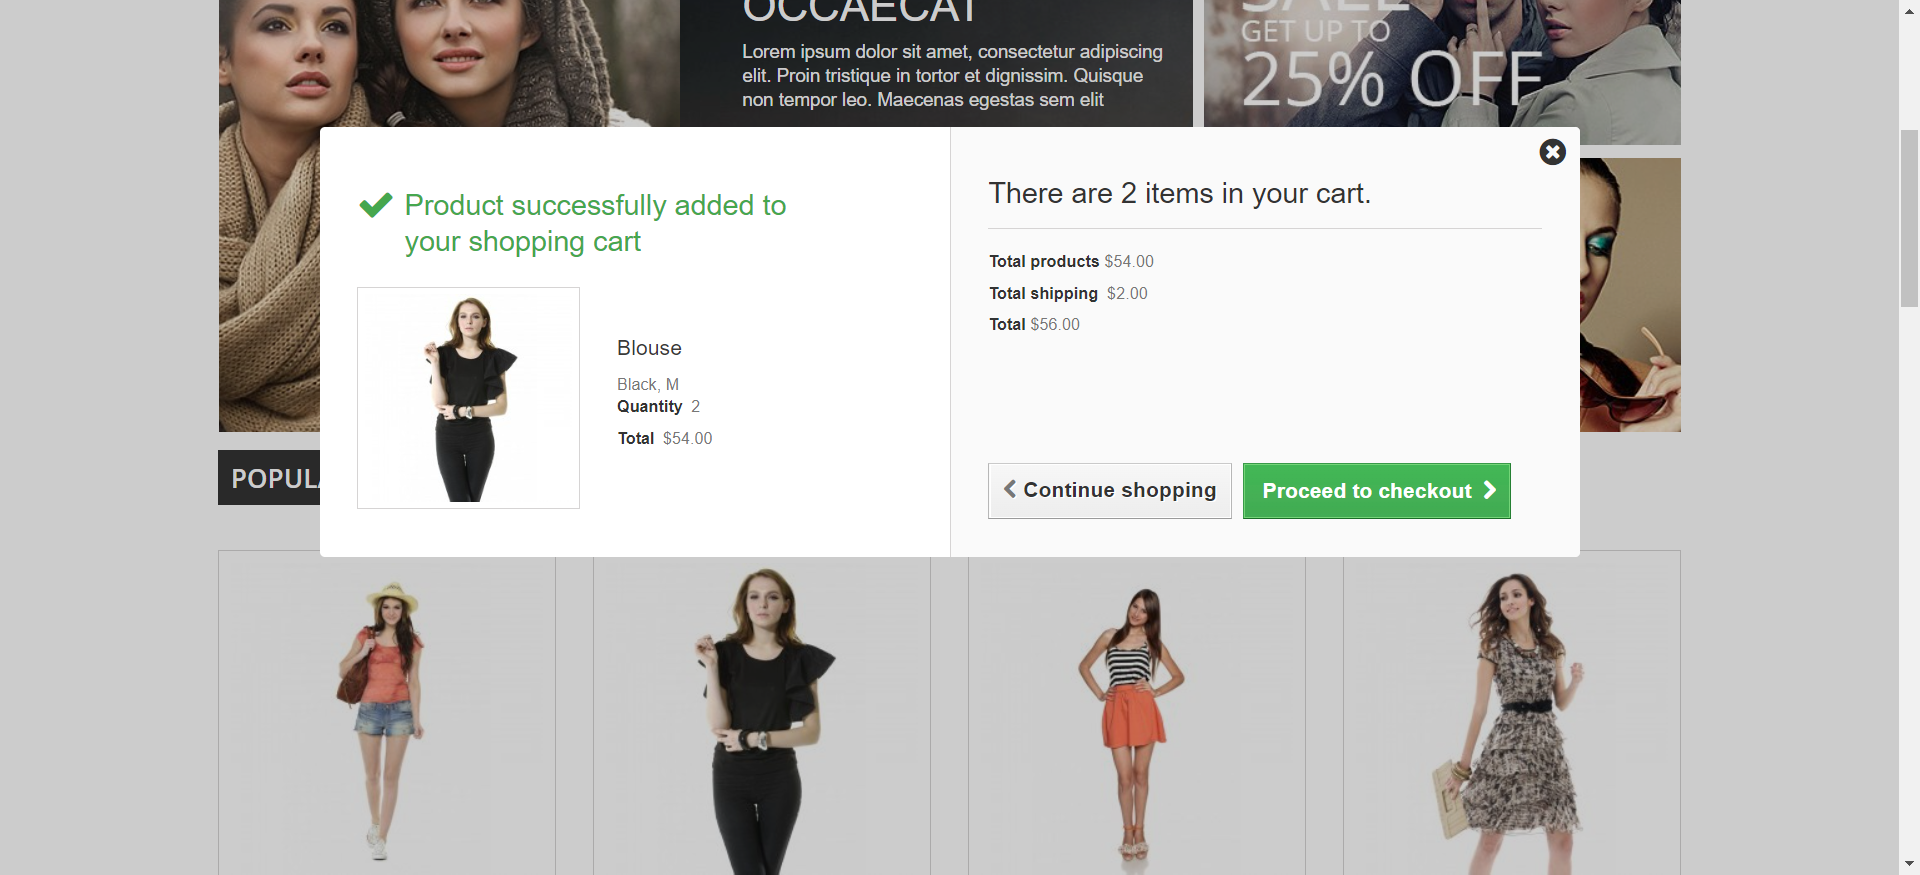 OCCAECAT
Lorem ipsum dolor sit amet, consectetur adipiscing
elit. Proin tristique in tortor et dignissim. Quisque
non tempor leo. Maecenas egestas sem elit
SALE
GET UP TO
25% OFF
Product successfully added to
your shopping cart
Blouse
Black, M
Quantity 2
Total $54.00
There are 2 items in your cart.
Total products $54.00
Total shipping $2.00
Total $56.00
Continue shopping
Proceed to checkout
POPULA